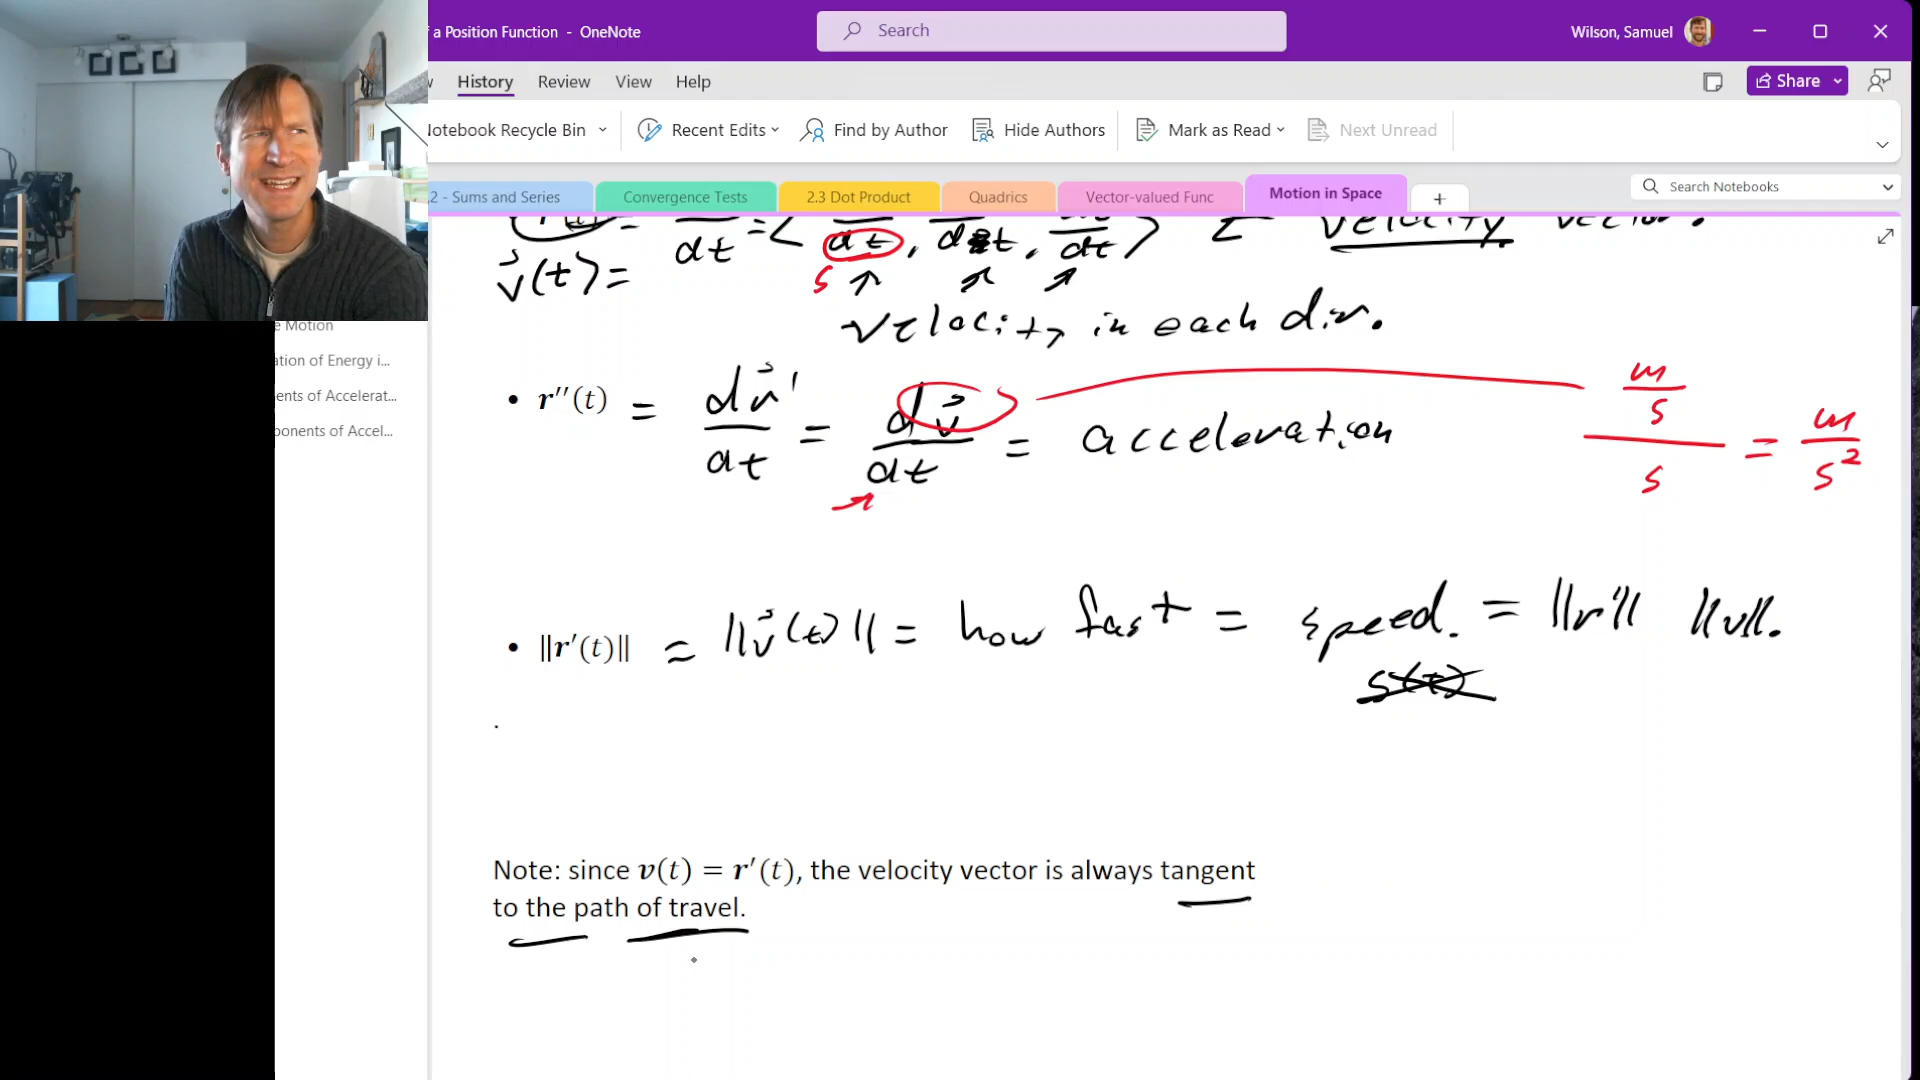 f a Position Function - OneNote
Search
Wilson, Samuel
History Review View Help
Share
Notebook Recycle Bin Recent Edits Find by Author Hide Authors Mark as Read Next Unread
2 - Sums and Series Convergence Tests 2.3 Dot Product Quadrics Vector-valued Func Motion in Space +
Search Notebooks
dt = < dt, dt, dt > = velocity vector.
v⃗(t) =
s
velocity in each dir.
• r′′(t) = dr⃗′/dt = dv⃗/dt = acceleration
m/s / s = m/s²
• ‖r′(t)‖ = ‖v⃗(t)‖ = how fast = speed. = ‖r′‖ ‖v‖.
s(t)
Note: since v(t) = r′(t), the velocity vector is always tangent
to the path of travel.
e Motion
ation of Energy i...
ents of Accelerat...
ponents of Accel...